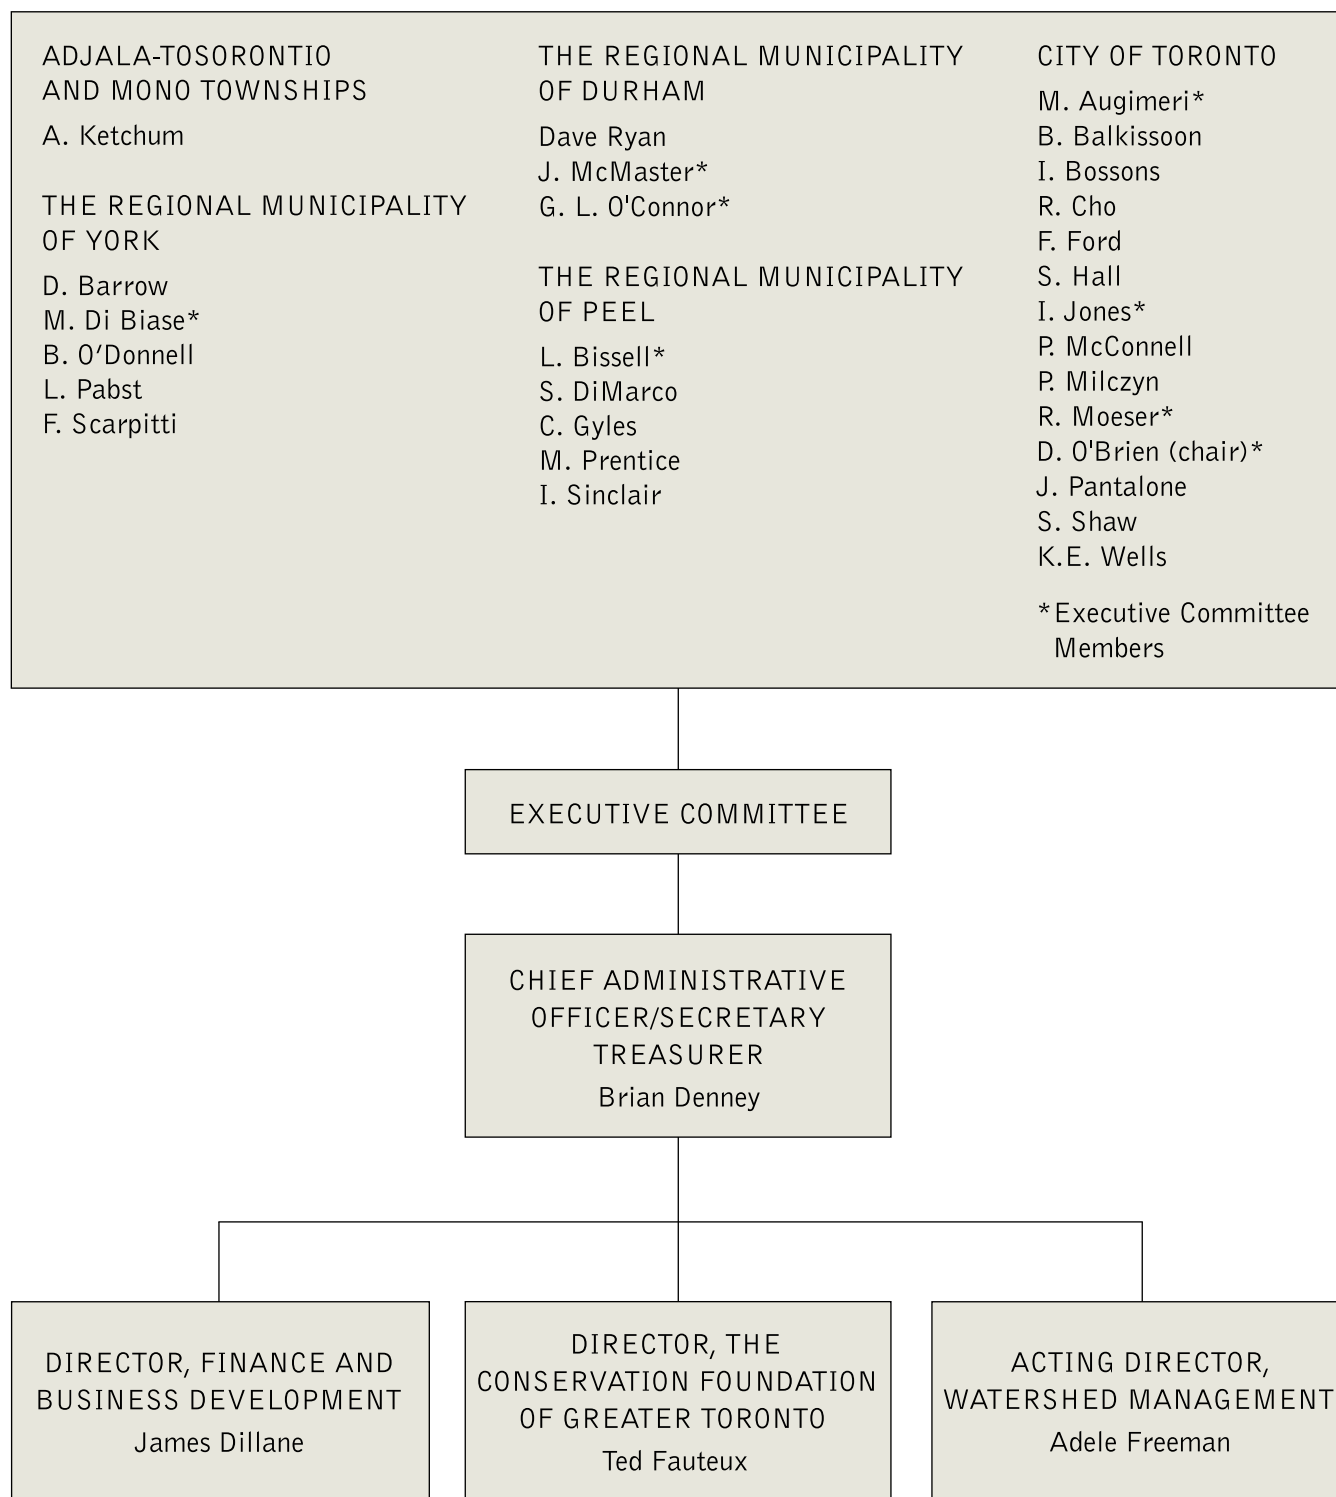 ADJALA-TOSORONTIO
AND MONO TOWNSHIPS
A. Ketchum
THE REGIONAL MUNICIPALITY
OF YORK
D. Barrow
M. Di Biase*
B. O’Donnell
L. Pabst
F. Scarpitti
THE REGIONAL MUNICIPALITY
OF DURHAM
Dave Ryan
J. McMaster*
G. L. O'Connor*
THE REGIONAL MUNICIPALITY
OF PEEL
L. Bissell*
S. DiMarco
C. Gyles
M. Prentice
I. Sinclair
CITY OF TORONTO
M. Augimeri*
B. Balkissoon
I. Bossons
R. Cho
F. Ford
S. Hall
I. Jones*
P. McConnell
P. Milczyn
R. Moeser*
D. O'Brien (chair)*
J. Pantalone
S. Shaw
K.E. Wells
*Executive Committee
Members
EXECUTIVE COMMITTEE
CHIEF ADMINISTRATIVE
OFFICER/SECRETARY
TREASURER
Brian Denney
DIRECTOR, FINANCE AND
BUSINESS DEVELOPMENT
James Dillane
DIRECTOR, THE
CONSERVATION FOUNDATION
OF GREATER TORONTO
Ted Fauteux
ACTING DIRECTOR,
WATERSHED MANAGEMENT
Adele Freeman